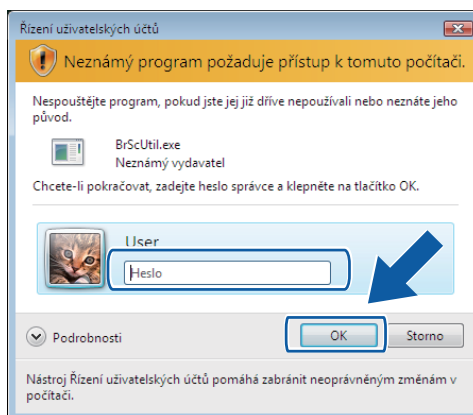 Řízení uživatelských účtů
Neznámý program požaduje přístup k tomuto počítači.
Nespouštějte program, pokud jste jej již dříve nepoužívali nebo neznáte jeho
původ.
BrScUtil.exe
Neznámý vydavatel
Chcete-li pokračovat, zadejte heslo správce a klepněte na tlačítko OK.
User
Heslo
Podrobnosti
OK
Storno
Nástroj Řízení uživatelských účtů pomáhá zabránit neoprávněným změnám v
počítači.